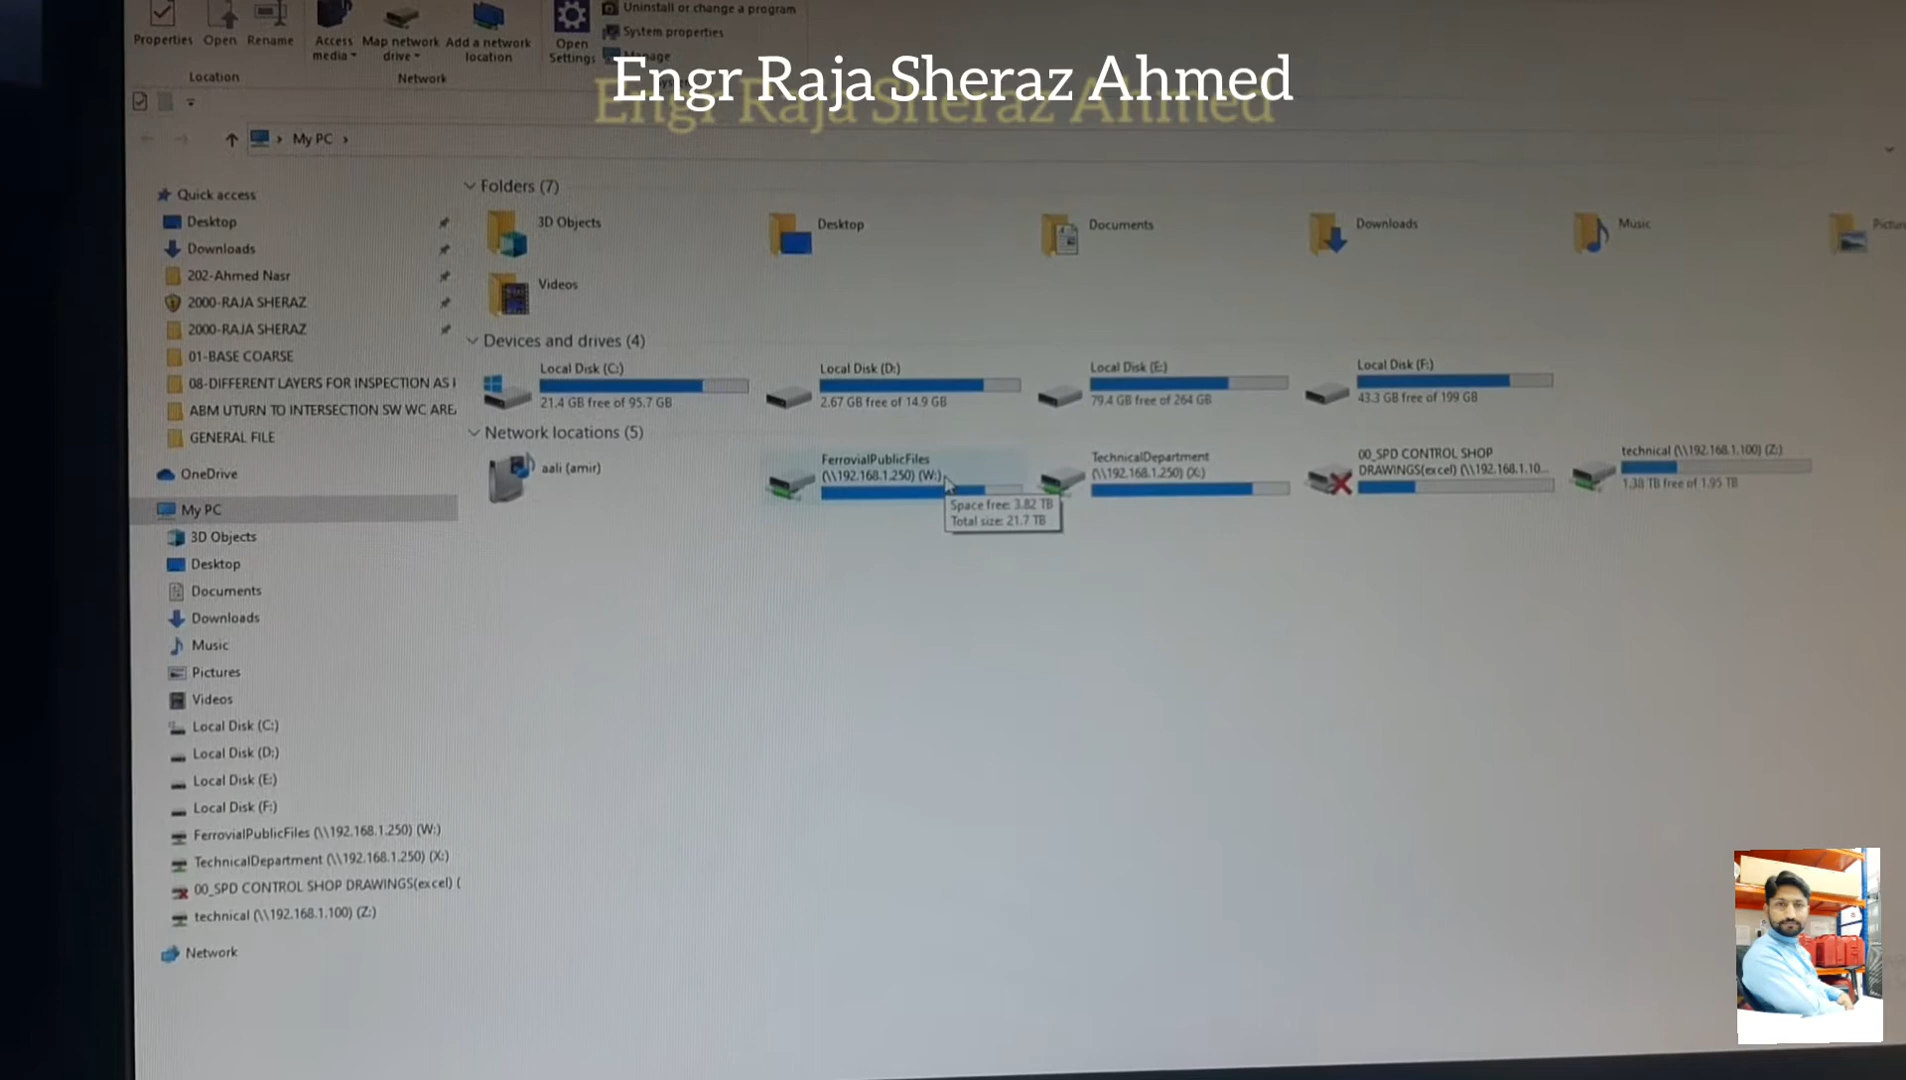 Uninstall or change a program
System properties
Manage
Properties Open Rename Access media Map network drive Add a network location Open Settings
Location Network
Engr Raja Sheraz Ahmed
Engr Raja Sheraz Ahmed
My PC
Quick access
Desktop
Downloads
202-Ahmed Nasr
2000-RAJA SHERAZ
2000-RAJA SHERAZ
01-BASE COARSE
08-DIFFERENT LAYERS FOR INSPECTION AS
ABM UTURN TO INTERSECTION SW WC ARE
GENERAL FILE
OneDrive
My PC
3D Objects
Desktop
Documents
Downloads
Music
Pictures
Videos
Local Disk (C:)
Local Disk (D:)
Local Disk (E:)
Local Disk (F:)
FerrovialPublicFiles (\\192.168.1.250) (W:)
TechnicalDepartment (\\192.168.1.250) (X:)
00_SPD CONTROL SHOP DRAWINGS(excel) (
technical (\\192.168.1.100) (Z:)
Network
Folders (7)
3D Objects
Desktop
Documents
Downloads
Music
Pictur
Videos
Devices and drives (4)
Local Disk (C:)
21.4 GB free of 95.7 GB
Local Disk (D:)
2.67 GB free of 14.9 GB
Local Disk (E:)
79.4 GB free of 264 GB
Local Disk (F:)
43.3 GB free of 199 GB
Network locations (5)
aali (amir)
FerrovialPublicFiles
(\\192.168.1.250) (W:)
Space free: 3.82 TB
Total size: 21.7 TB
TechnicalDepartment
(\\192.168.1.250) (X:)
00_SPD CONTROL SHOP
DRAWINGS(excel) (\\192.168.1.10...
technical (\\192.168.1.100) (Z:)
1.38 TB free of 1.95 TB